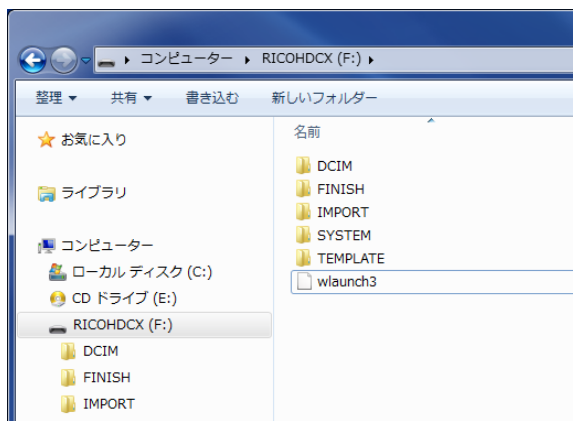 コンピューター RICOHDCX (F:)
整理 共有 書き込む 新しいフォルダー
お気に入り
ライブラリ
コンピューター
ローカル ディスク (C:)
CD ドライブ (E:)
RICOHDCX (F:)
DCIM
FINISH
IMPORT
名前
DCIM
FINISH
IMPORT
SYSTEM
TEMPLATE
wlaunch3